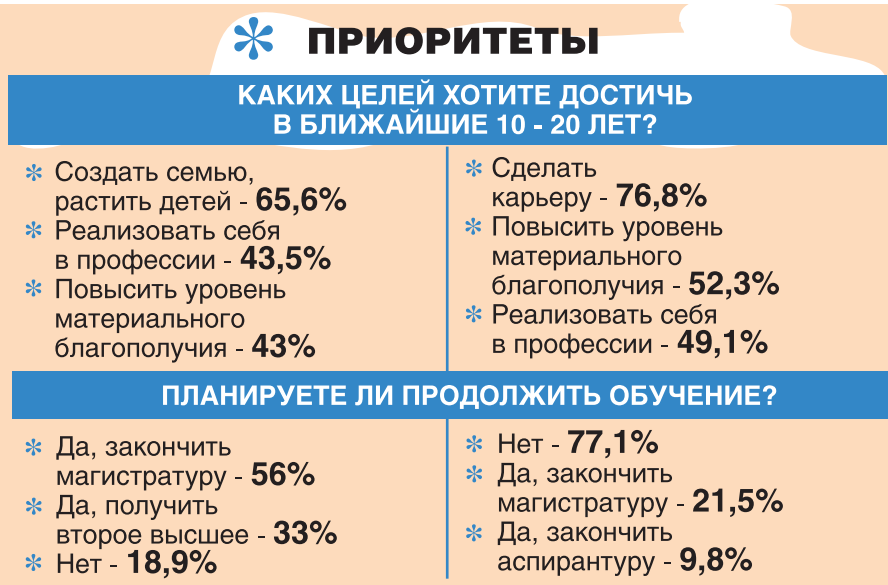 ПРИОРИТЕТЫ
КАКИХ ЦЕЛЕЙ ХОТИТЕ ДОСТИЧЬ
В БЛИЖАЙШИЕ 10 - 20 ЛЕТ?
Создать семью,
растить детей - 65,6%
Реализовать себя
в профессии - 43,5%
Повысить уровень
материального
благополучия - 43%
Сделать
карьеру - 76,8%
Повысить уровень
материального
благополучия - 52,3%
Реализовать себя
в профессии - 49,1%
ПЛАНИРУЕТЕ ЛИ ПРОДОЛЖИТЬ ОБУЧЕНИЕ?
Да, закончить
магистратуру - 56%
Да, получить
второе высшее - 33%
Нет - 18,9%
Нет - 77,1%
Да, закончить
магистратуру - 21,5%
Да, закончить
аспирантуру - 9,8%